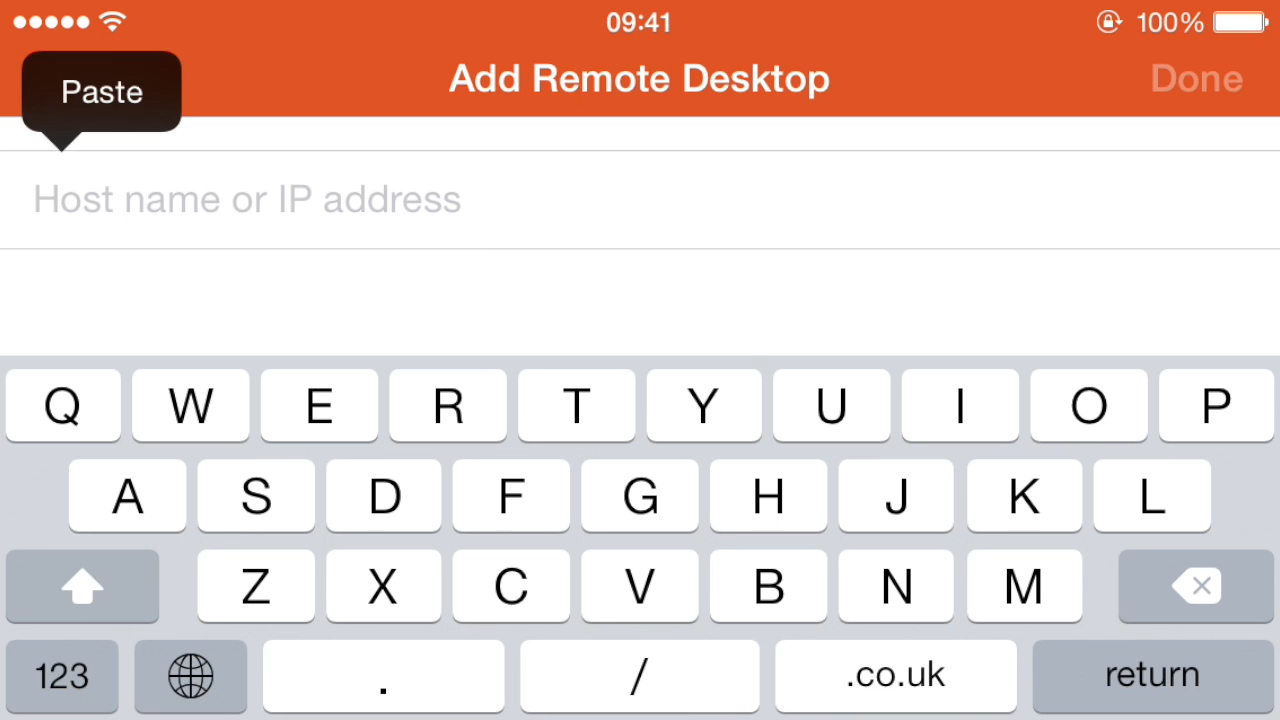 09:41
100%
Paste
Add Remote Desktop
Done
Host name or IP address
Q W E R T Y U I O P
A S D F G H J K L
Z X C V B N M
123 . / .co.uk return